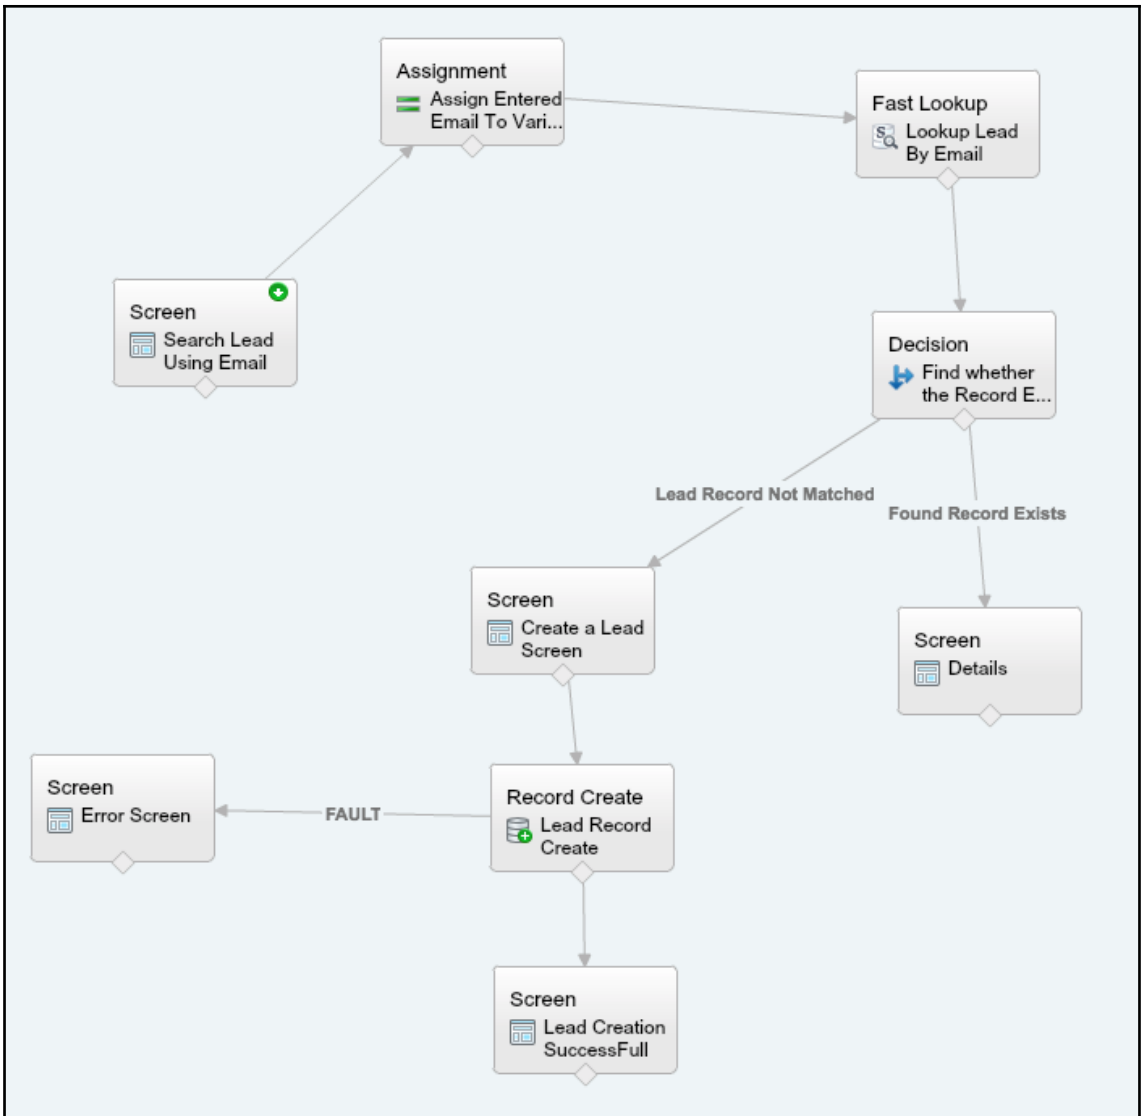 Assignment
Assign Entered
Email To Vari...
Fast Lookup
Lookup Lead
By Email
Screen
Search Lead
Using Email
Decision
Find whether
the Record E...
Lead Record Not Matched
Found Record Exists
Screen
Create a Lead
Screen
Screen
Details
Screen
Error Screen
FAULT
Record Create
Lead Record
Create
Screen
Lead Creation
SuccessFull